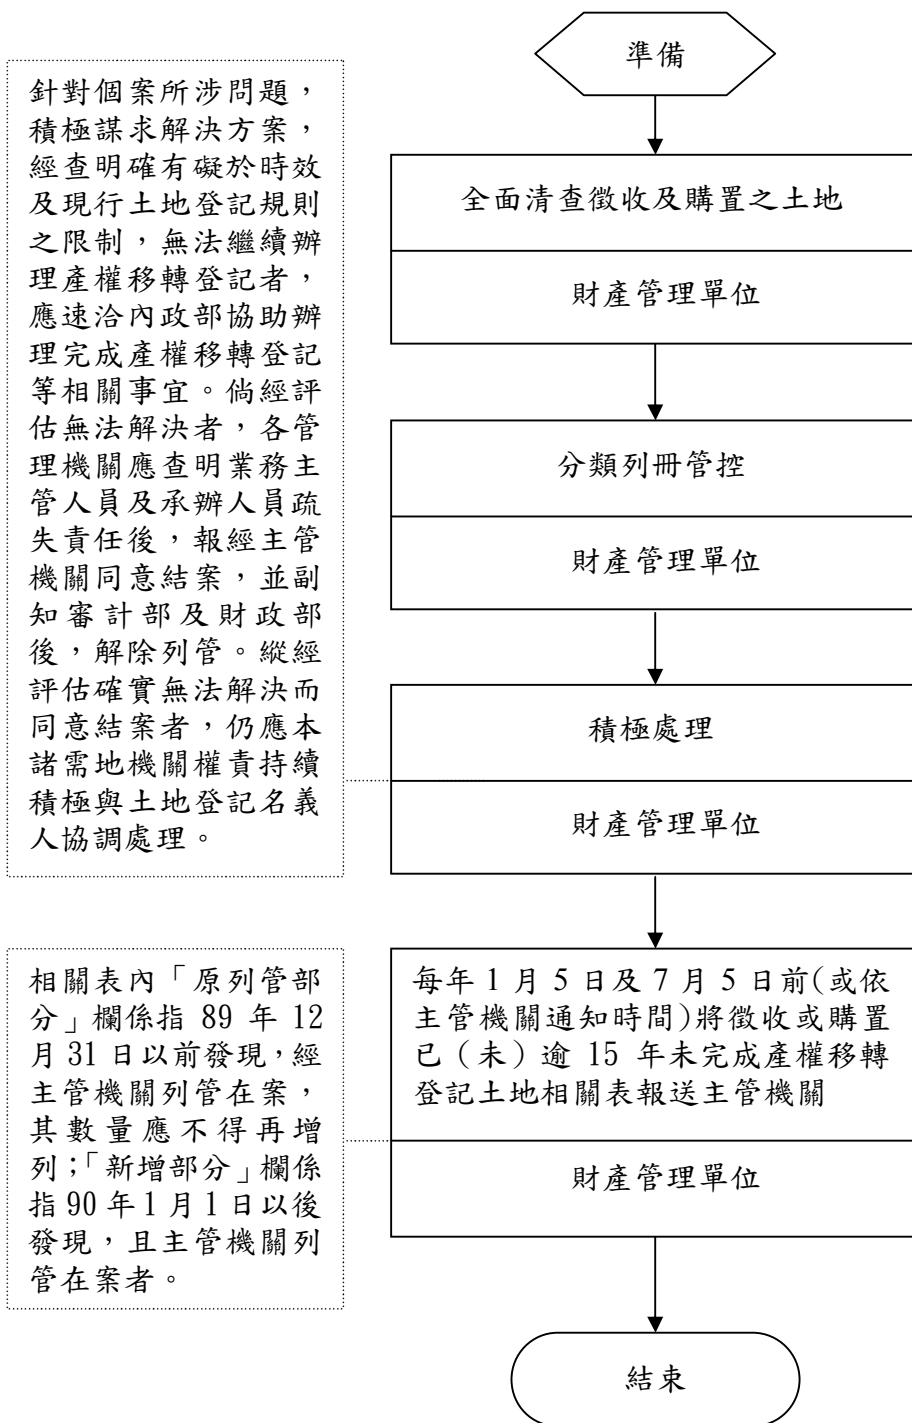 準備
全面清查徵收及購置之土地
財產管理單位
分類列冊管控
財產管理單位
針對個案所涉問題，
積極謀求解決方案，
經查明確有礙於時效
及現行土地登記規則
之限制，無法繼續辦
理產權移轉登記者，
應速洽內政部協助辦
理完成產權移轉登記
等相關事宜。倘經評
估無法解決者，各管
理機關應查明業務主
管人員及承辦人員疏
失責任後，報經主管
機關同意結案，並副
知審計部及財政部
後，解除列管。縱經
評估確實無法解決而
同意結案者，仍應本
諸需地機關權責持續
積極與土地登記名義
人協調處理。
積極處理
財產管理單位
相關表內「原列管部
分」欄係指 89 年 12
月 31 日以前發現，經
主管機關列管在案，
其數量應不得再增
列；「新增部分」欄係
指 90 年 1 月 1 日以後
發現，且主管機關列
管在案者。
每年 1 月 5 日及 7 月 5 日前(或依
主管機關通知時間)將徵收或購置
已（未）逾 15 年未完成產權移轉
登記土地相關表報送主管機關
財產管理單位
結束